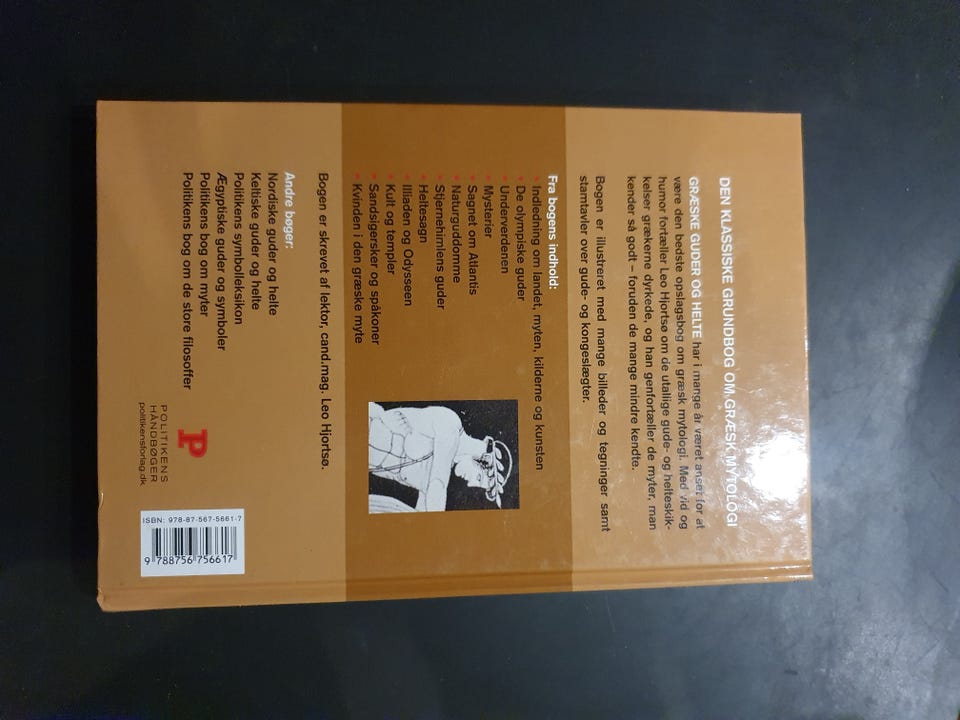 DEN KLASSISKE GRUNDBOG OM GRÆSK MYTOLOGI
GRÆSKE GUDER OG HELTE har i mange år været anset for at
være den bedste opslagsbog om græsk mytologi. Med vid og
humor fortæller Leo Hjortsø om de utallige gude- og helteskik-
kelser grækerne dyrkede, og han genfortæller de myter, man
kender så godt – foruden de mange mindre kendte.
Bogen er illustreret med mange billeder og tegninger samt
stamtavler over gude- og kongeslægter.
Fra bogens indhold:
• Indledning om landet, myten, kilderne og kunsten
• De olympiske guder
• Underverdenen
• Mysterier
• Sagnet om Atlantis
• Naturguddomme
• Stjernehimlens guder
• Heltesagn
• Illiaden og Odysseen
• Kult og templer
• Sandsigersker og spåkoner
• Kvinden i den græske myte
Bogen er skrevet af lektor, cand.mag. Leo Hjortsø.
Andre bøger:
Nordiske guder og helte
Keltiske guder og helte
Politikens symbolleksikon
Ægyptiske guder og symboler
Politikens bog om myter
Politikens bog om de store filosoffer
P
POLITIKENS
HÅNDBØGER
politikensforlag.dk
ISBN: 978-87-567-5661-7
9 788756 756617